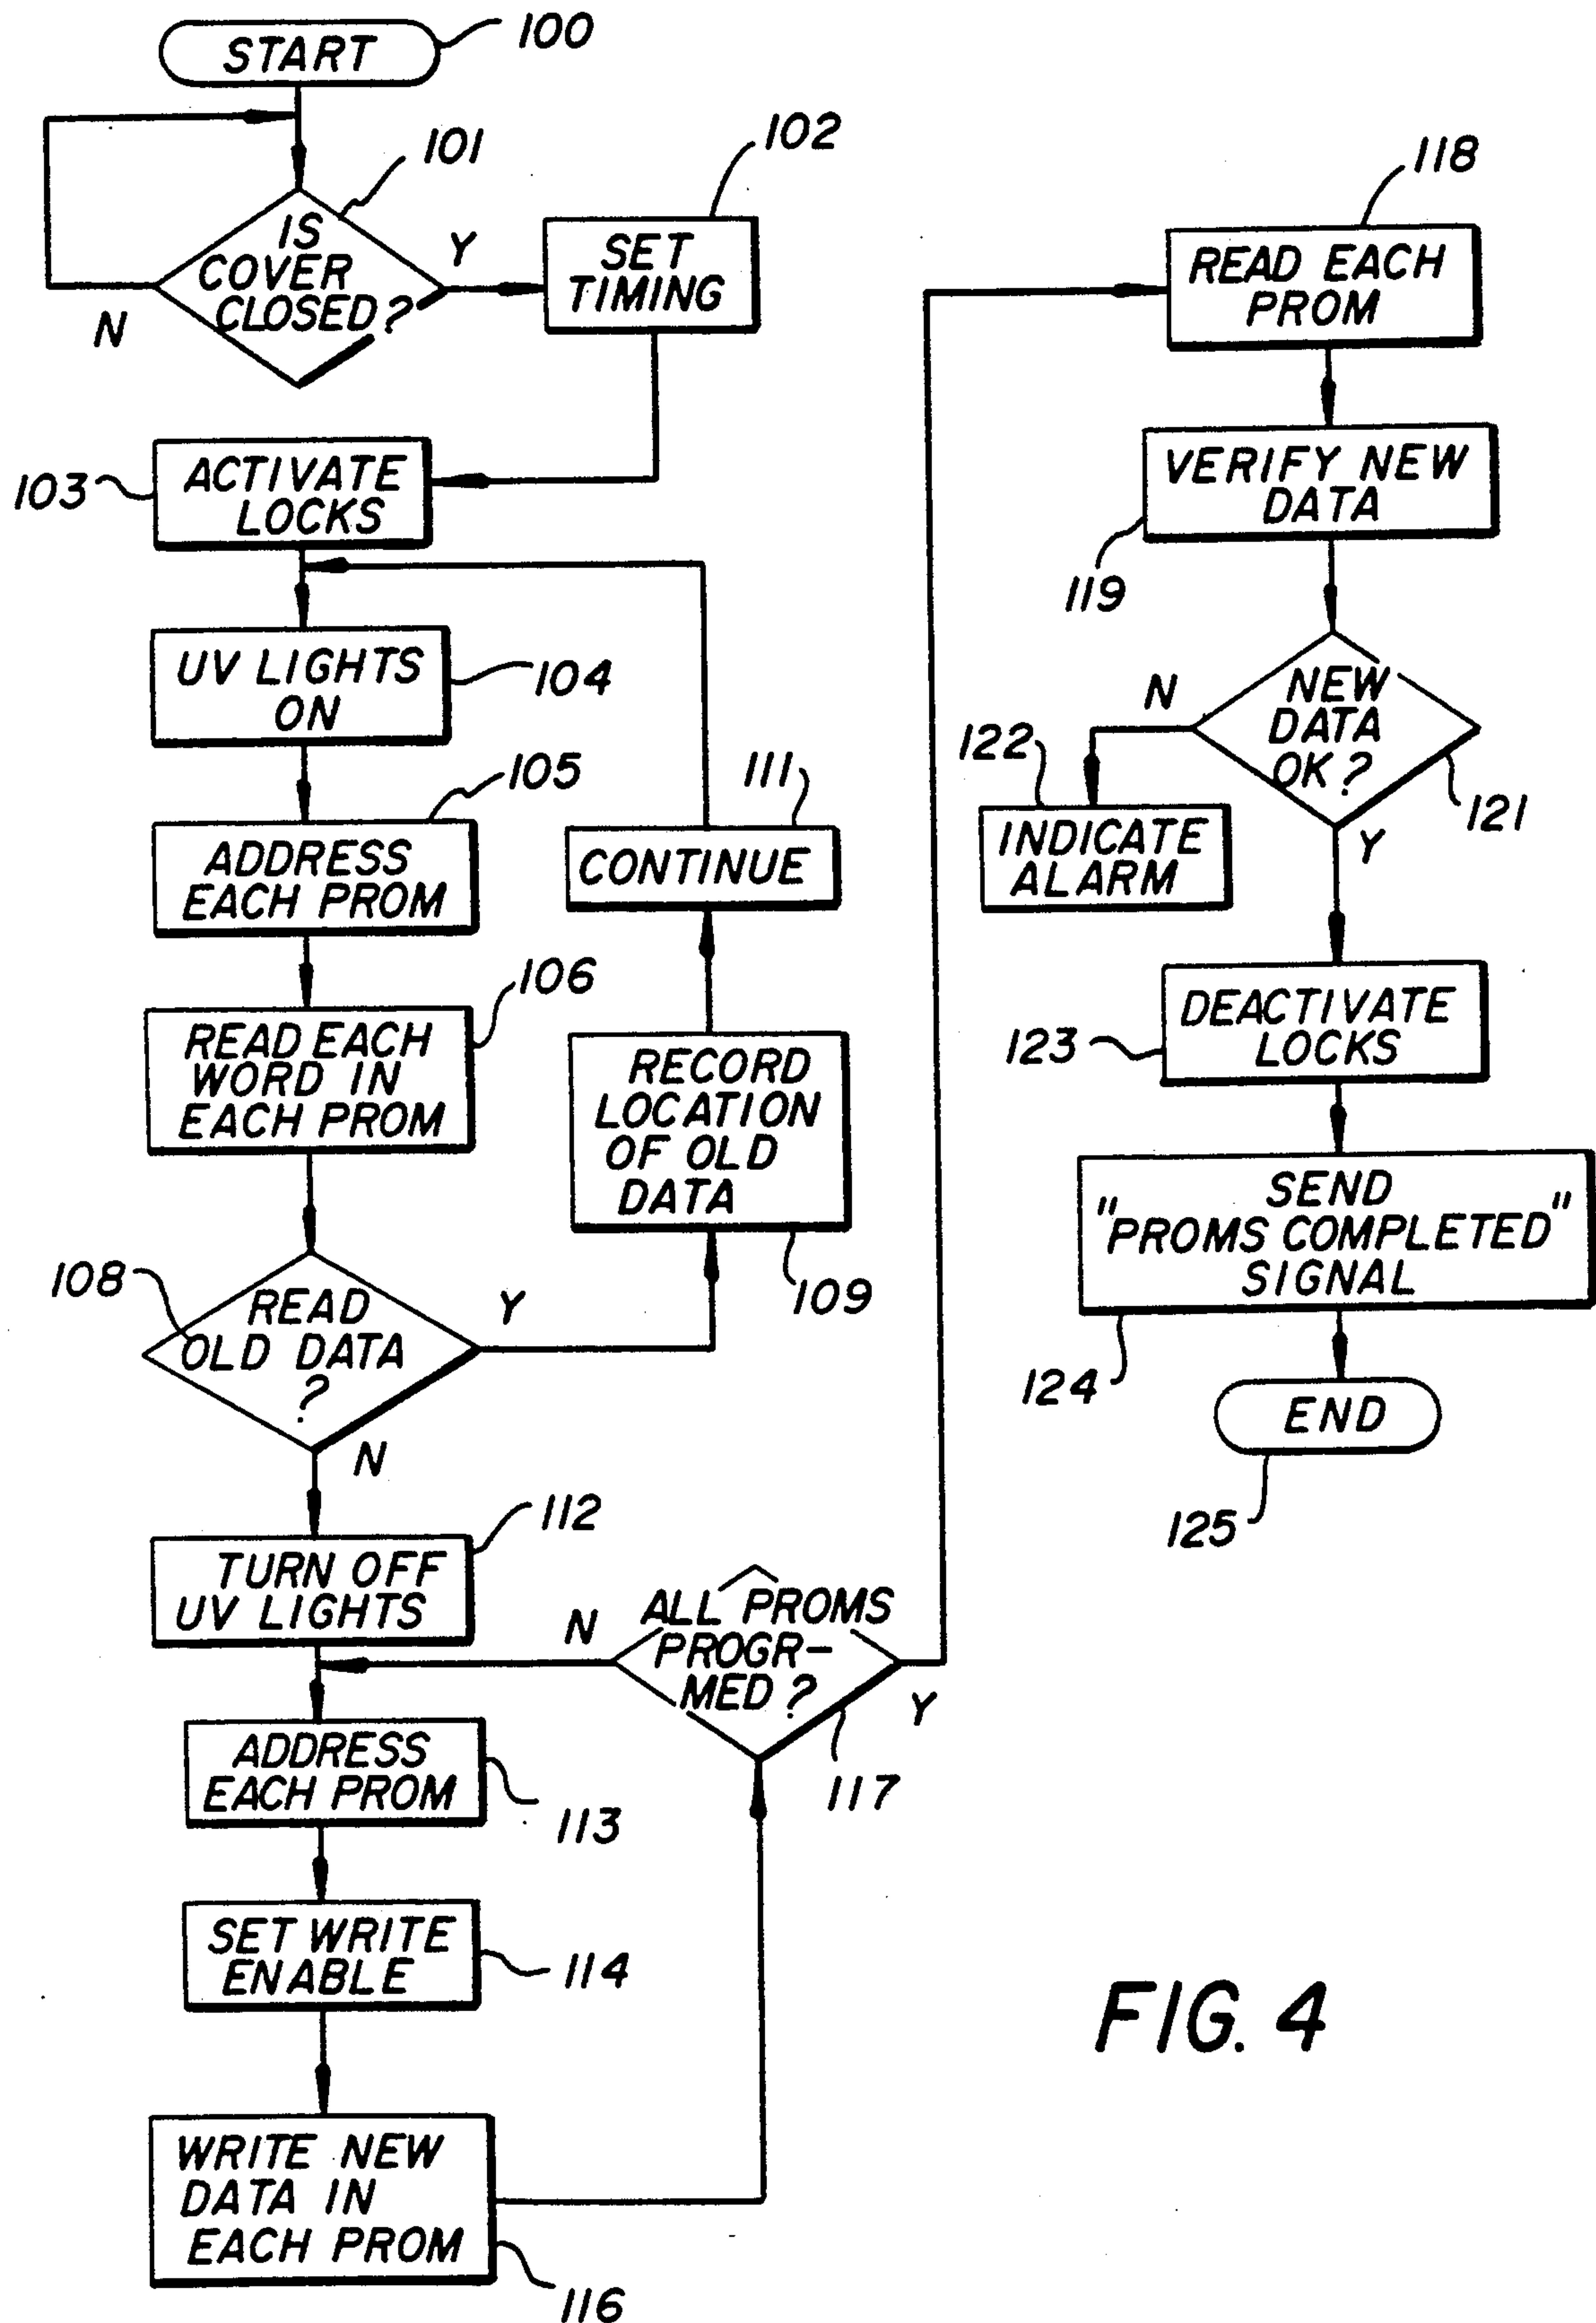 START
100
101
IS
COVER
CLOSED?
Y
N
102
SET
TIMING
103
ACTIVATE
LOCKS
UV LIGHTS
ON
104
105
ADDRESS
EACH PROM
106
READ EACH
WORD IN
EACH PROM
111
CONTINUE
RECORD
LOCATION
OF OLD
DATA
109
108
READ
OLD DATA
?
Y
N
112
TURN OFF
UV LIGHTS
N
ALL PROMS
PROGR-
MED?
Y
117
ADDRESS
EACH PROM
113
SET WRITE
ENABLE
114
WRITE NEW
DATA IN
EACH PROM
116
118
READ EACH
PROM
VERIFY NEW
DATA
119
N
NEW
DATA
OK?
121
Y
122
INDICATE
ALARM
DEACTIVATE
LOCKS
123
SEND
"PROMS COMPLETED"
SIGNAL
124
END
125
FIG. 4